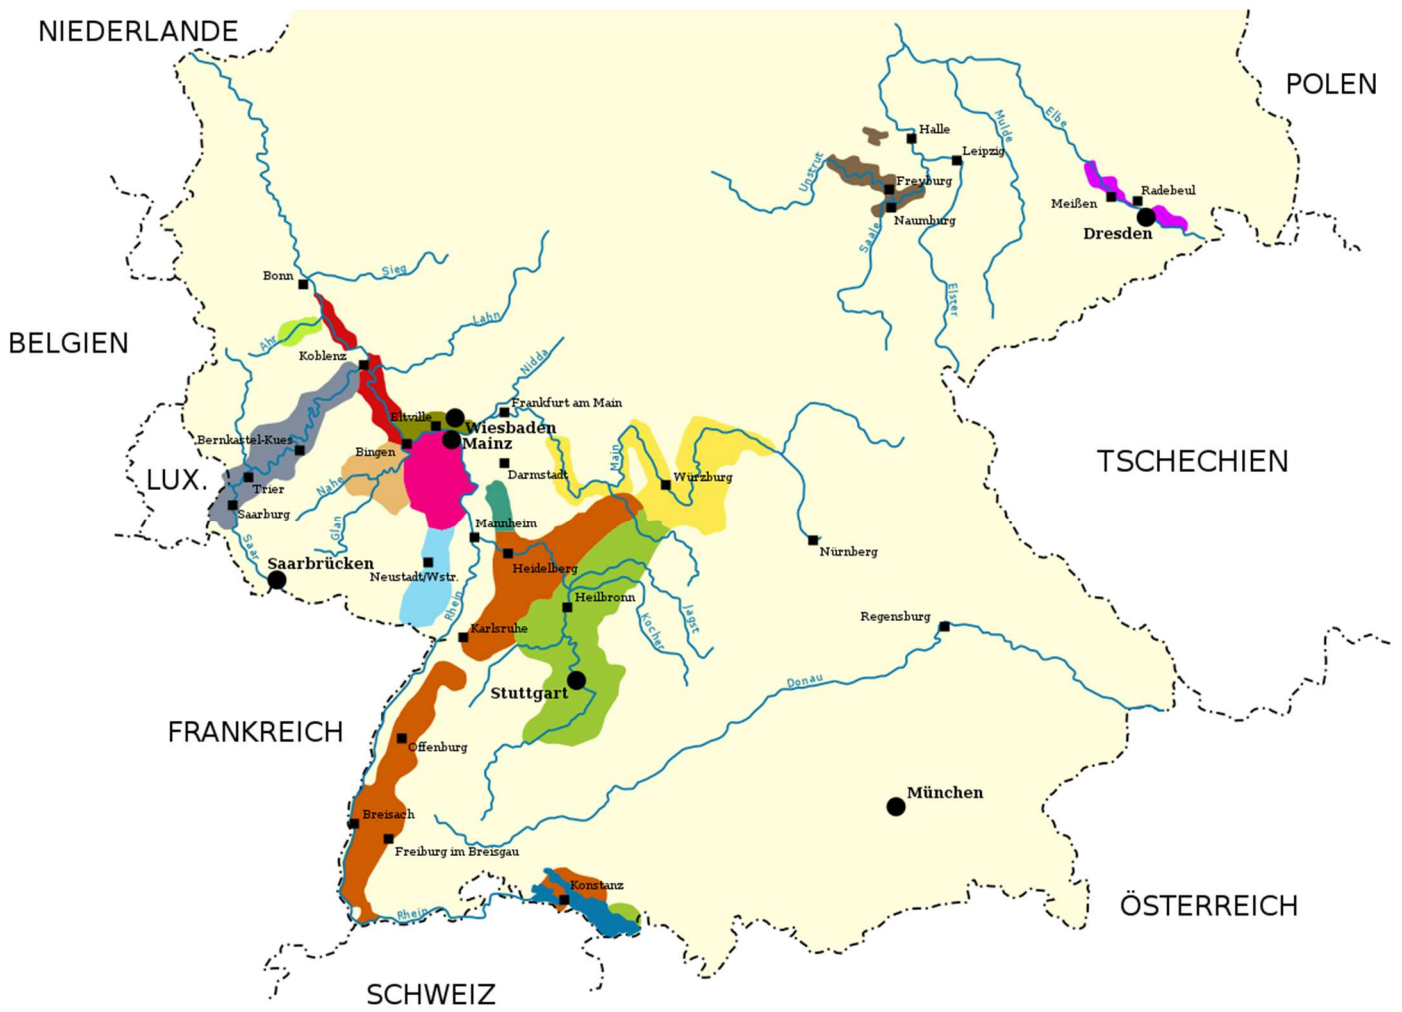 NIEDERLANDE
POLEN
Elbe
Mulde
Halle
Leipzig
Unstrut
Freyburg
Radebeul
Meißen
Naumburg
Dresden
Saale
Bonn
Sieg
Elster
Lahn
BELGIEN
Ahr
Koblenz
Nidda
Frankfurt am Main
Eltville
Wiesbaden
Bernkastel-Kues
Mainz
Bingen
Main
TSCHECHIEN
LUX.
Darmstadt
Würzburg
Trier
Nahe
Saarburg
Glan
Mannheim
Saar
Nürnberg
Saarbrücken
Heidelberg
Neustadt/Wstr.
Rhein
Heilbronn
Jagst
Kocher
Regensburg
Karlsruhe
Donau
Stuttgart
FRANKREICH
Offenburg
München
Breisach
Freiburg im Breisgau
Konstanz
ÖSTERREICH
Rhein
SCHWEIZ